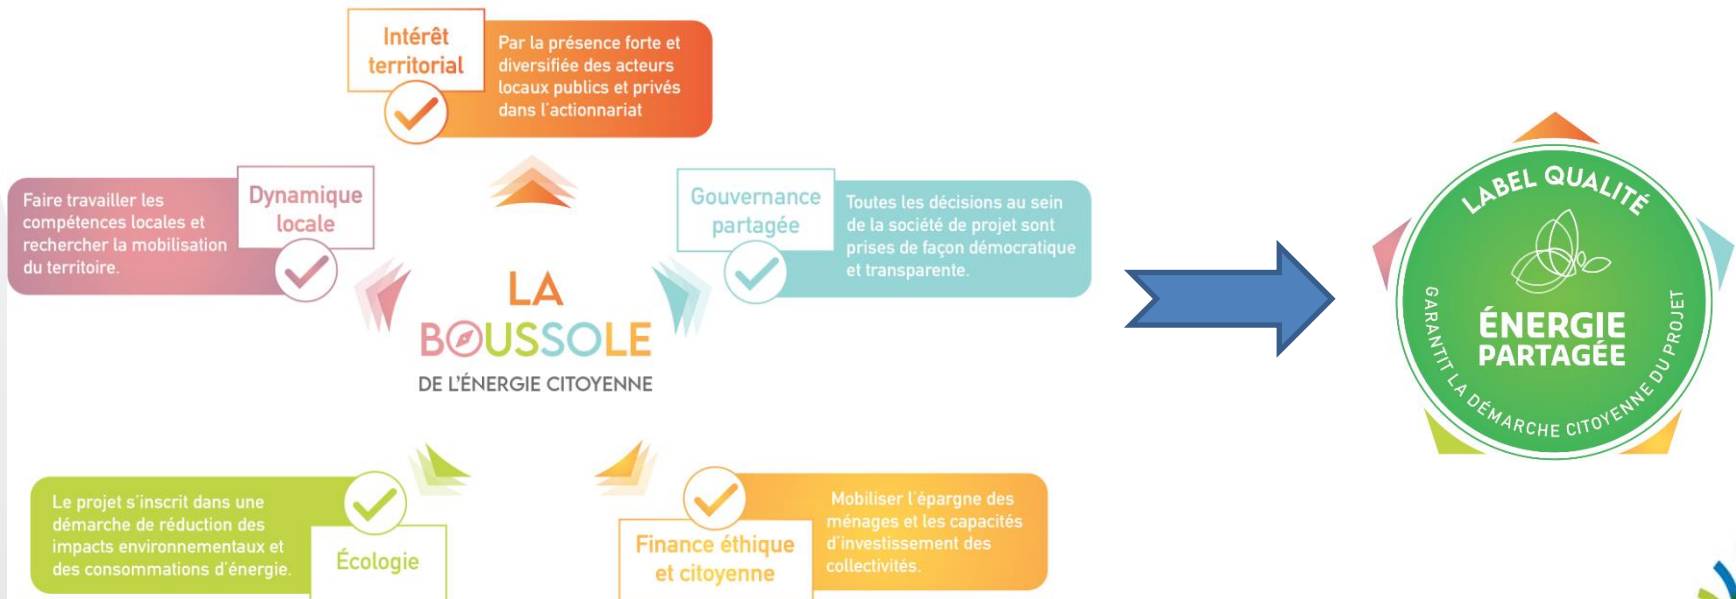 Intérêt
territorial
Par la présence forte et
diversifiée des acteurs
locaux publics et privés
dans l'actionnariat
Faire travailler les
compétences locales et
rechercher la mobilisation
du territoire.
Dynamique
locale
Gouvernance
partagée
Toutes les décisions au sein
de la société de projet sont
prises de façon démocratique
et transparente.
LA
BOUSSOLE
DE L'ÉNERGIE CITOYENNE
Le projet s'inscrit dans une
démarche de réduction des
impacts environnementaux et
des consommations d'énergie.
Écologie
Finance éthique
et citoyenne
Mobiliser l'épargne des
ménages et les capacités
d'investissement des
collectivités.
LABEL QUALITÉ
ÉNERGIE
PARTAGÉE
GARANTIT LA DÉMARCHE CITOYENNE DU PROJET